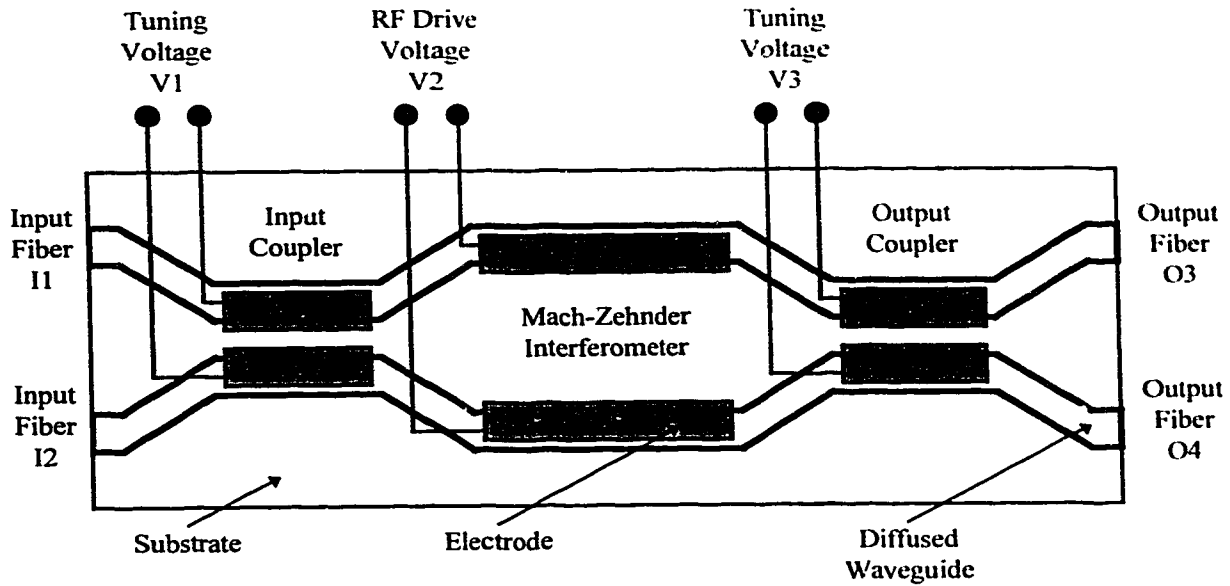 Tuning
Voltage
V1
RF Drive
Voltage
V2
Tuning
Voltage
V3
Input
Fiber
I1
Input
Coupler
Output
Coupler
Output
Fiber
O3
Mach-Zehnder
Interferometer
Input
Fiber
I2
Output
Fiber
O4
Substrate
Electrode
Diffused
Waveguide